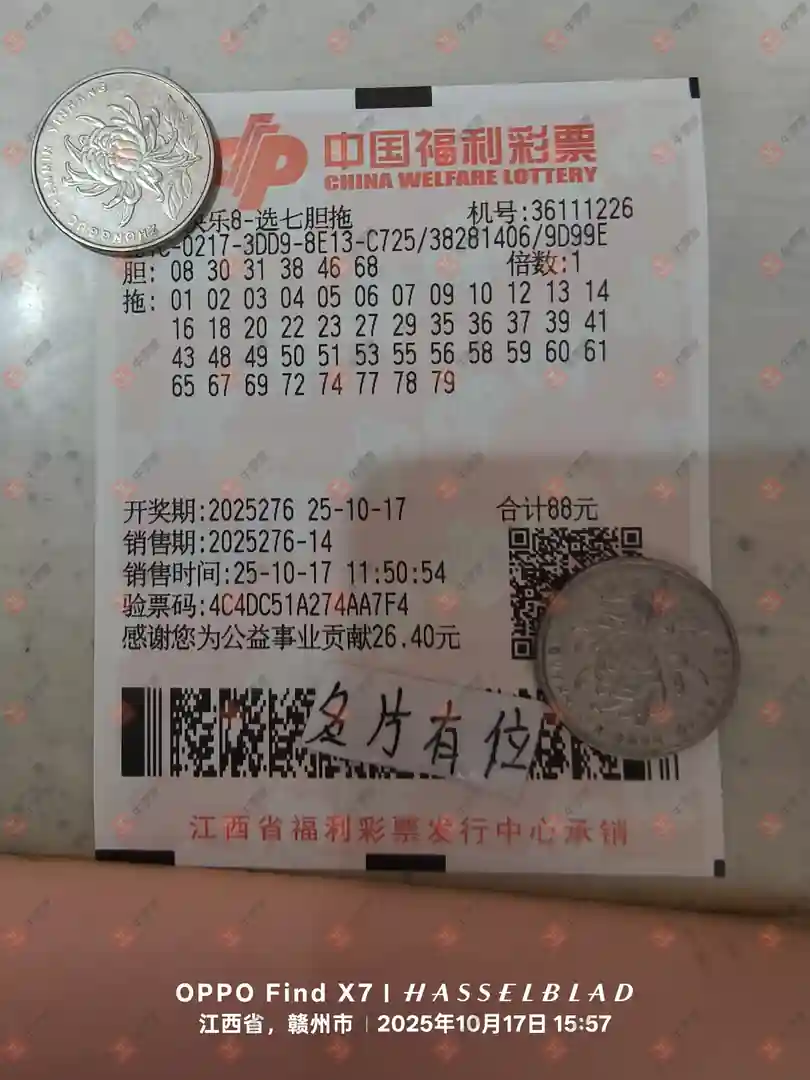 中国福利彩票
CHINA WELFARE LOTTERY
快乐8-选七胆拖 机号:36111226
-0217-3DD9-8E13-C725/38281406/9D99E
胆: 08 30 31 38 46 68 倍数:1
拖: 01 02 03 04 05 06 07 09 10 12 13 14
16 18 20 22 23 27 29 35 36 37 39 41
43 48 49 50 51 53 55 56 58 59 60 61
65 67 69 72 74 77 78 79
开奖期:2025276 25-10-17 合计88元
销售期:2025276-14
销售时间:25-10-17 11:50:54
验票码:4C4DC51A274AA7F4
感谢您为公益事业贡献26.40元
名片有位
江西省福利彩票发行中心承销
OPPO Find X7 | HASSELBLAD
江西省，赣州市 | 2025年10月17日 15:57